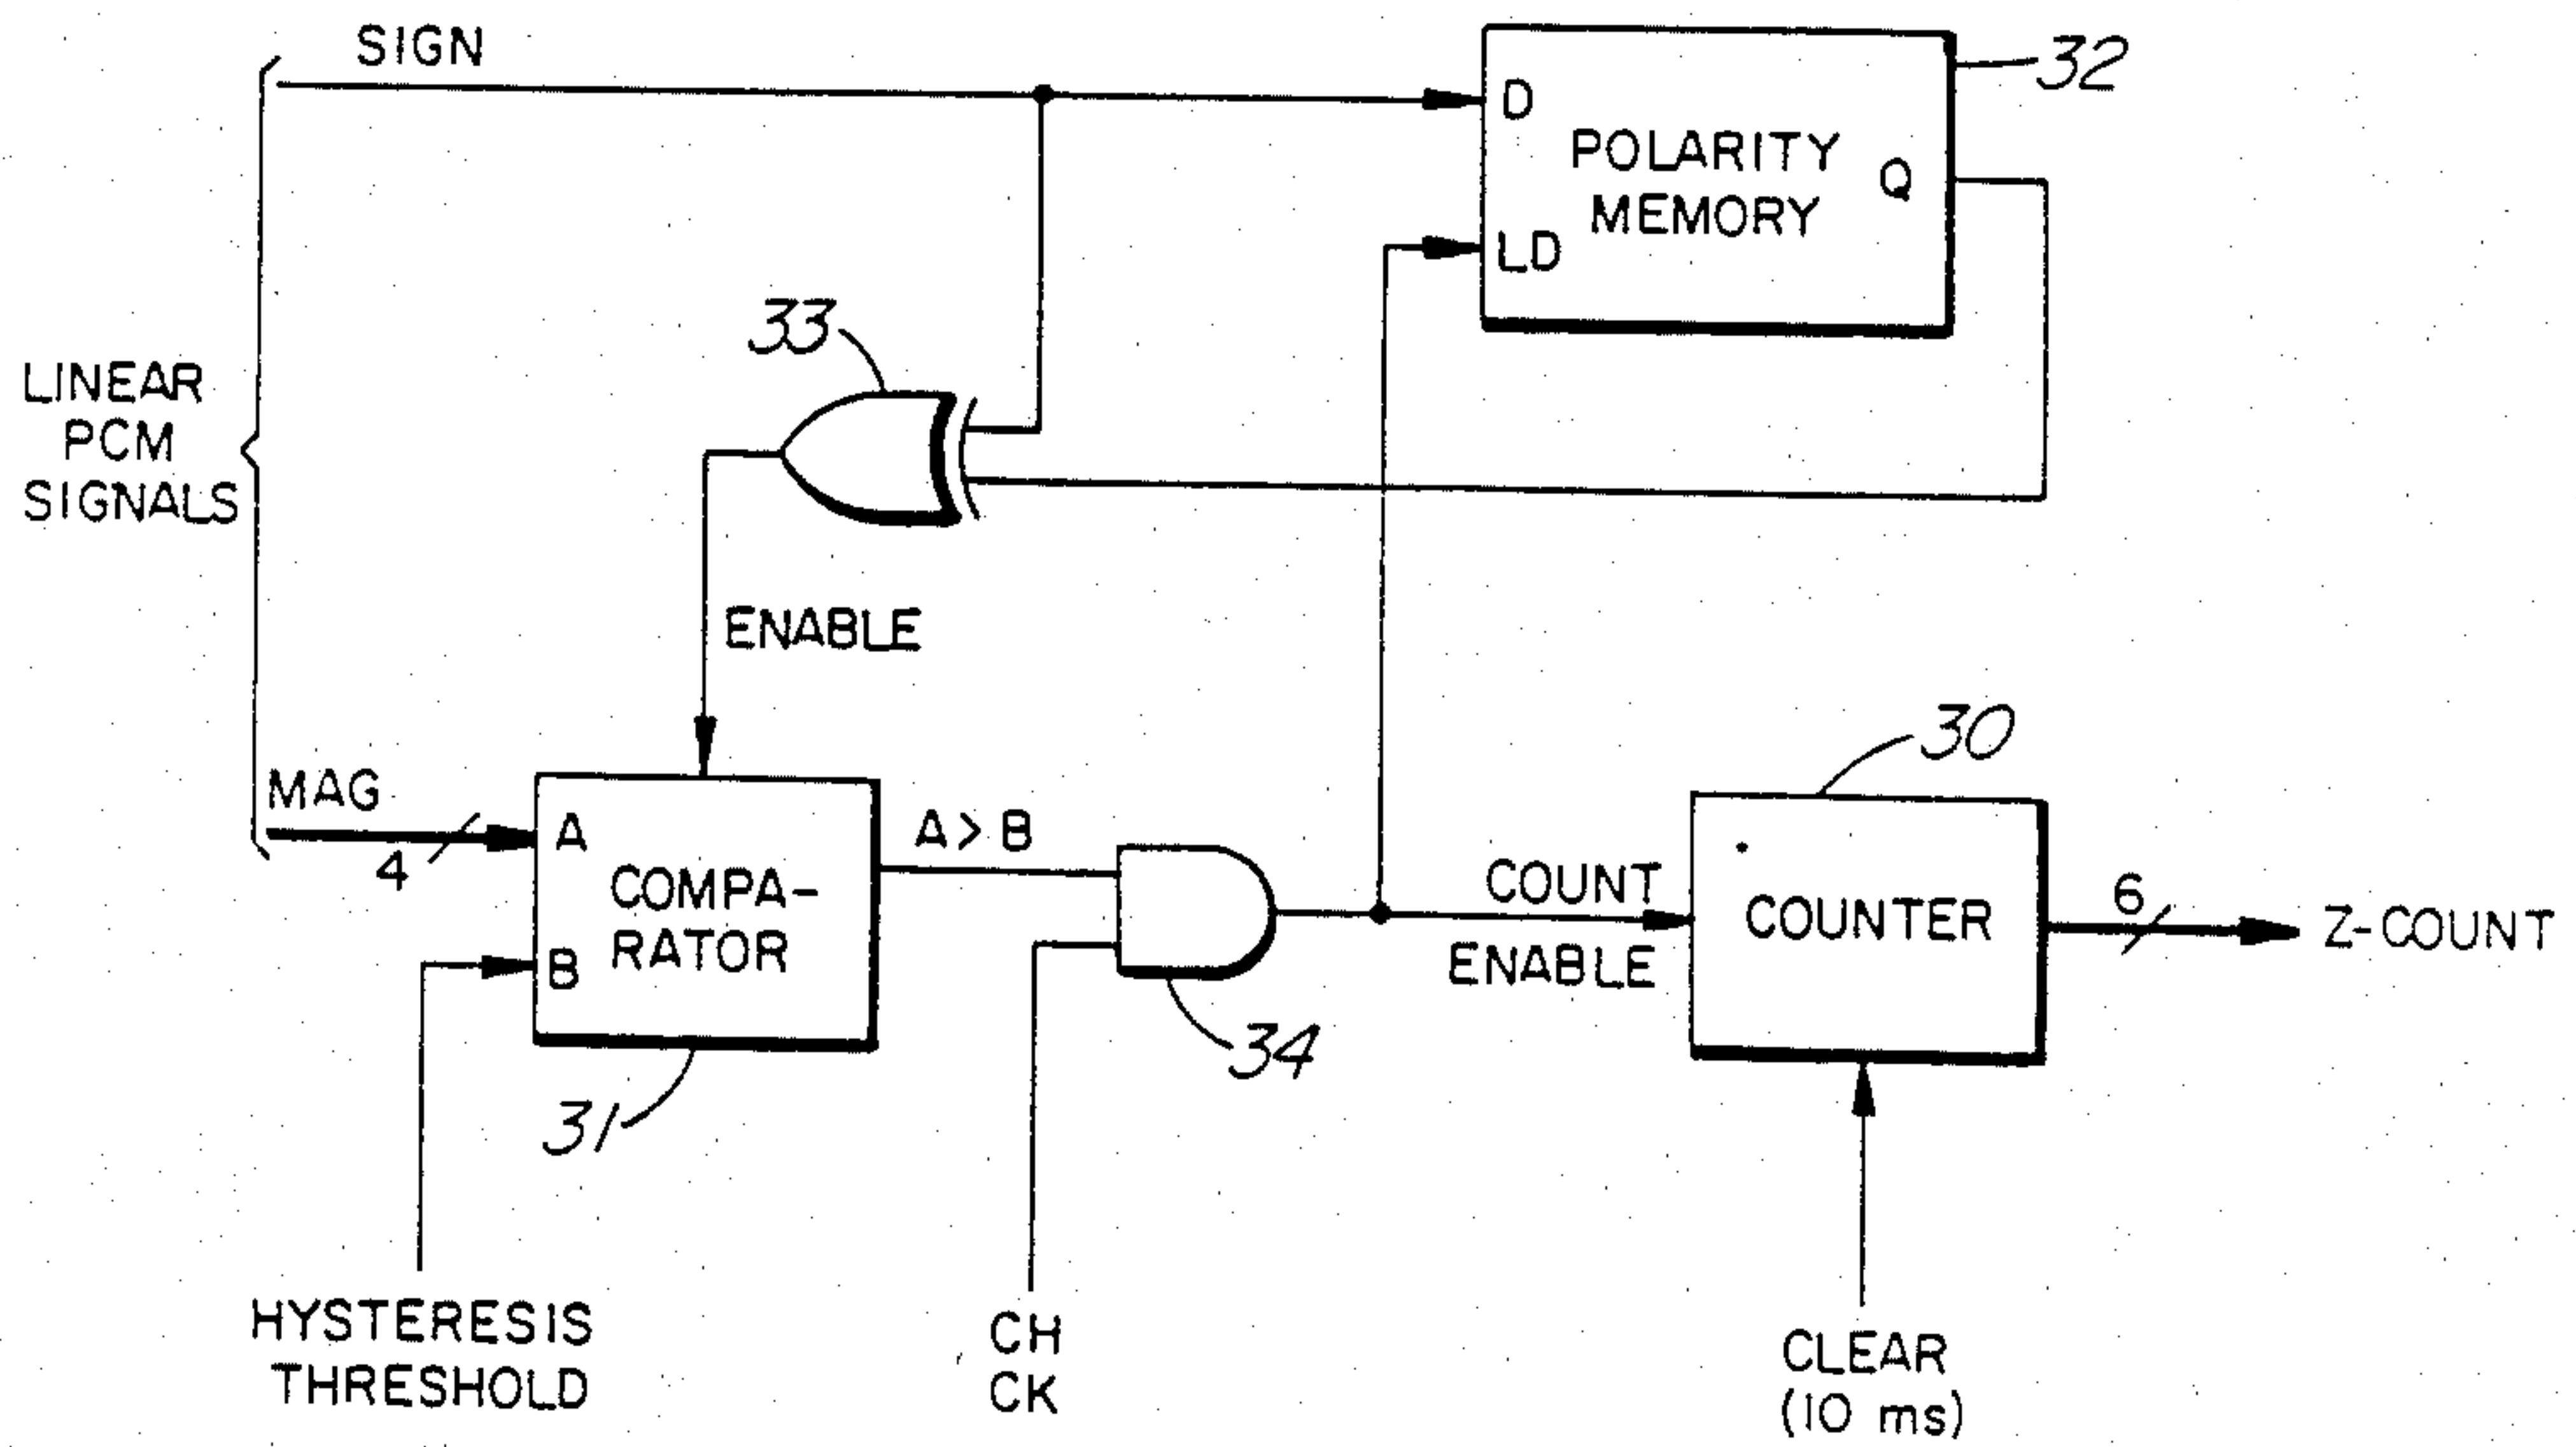 SIGN
32
D
POLARITY
MEMORY
Q
LD
33
LINEAR
PCM
SIGNALS
ENABLE
30
MAG
4
A
COMPA-
RATOR
B
A > B
COUNT
ENABLE
COUNTER
6
Z-COUNT
34
31
HYSTERESIS
THRESHOLD
CH
CK
CLEAR
(10 ms)